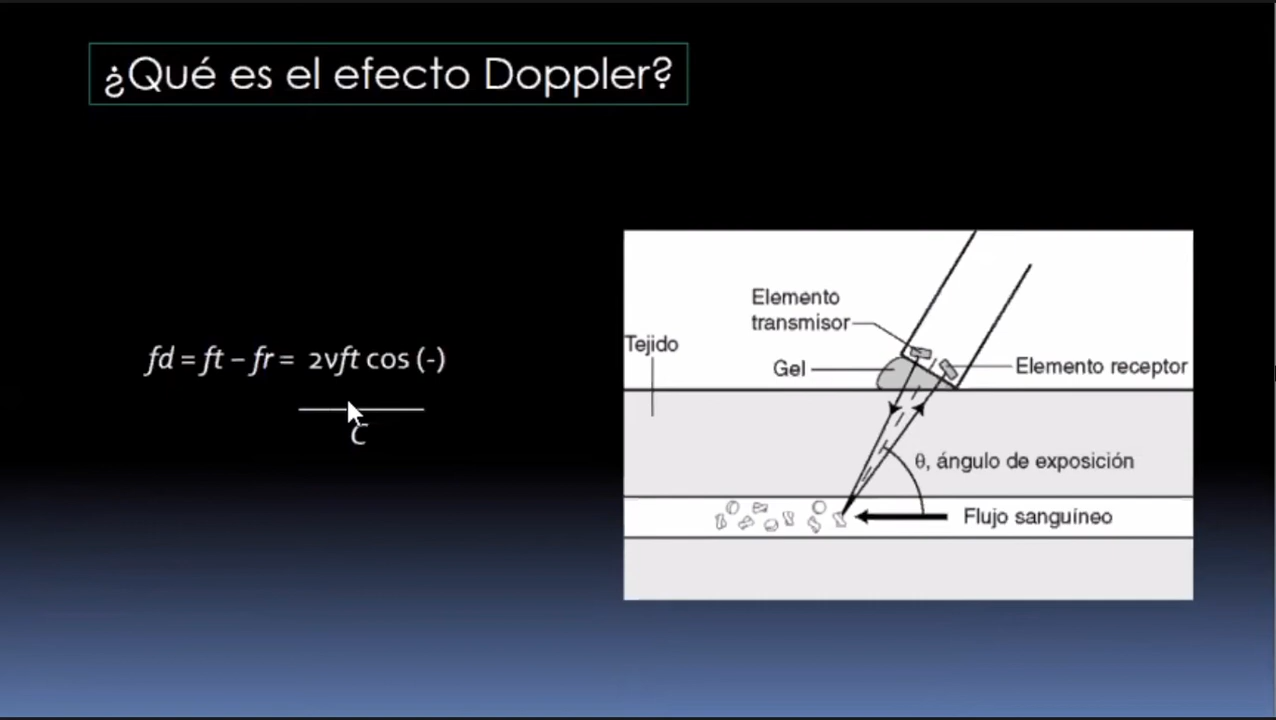 ¿Qué es el efecto Doppler?
fd = ft – fr = 2vft cos (-)
C
Elemento
transmisor
Tejido
Gel
Elemento receptor
θ, ángulo de exposición
Flujo sanguíneo